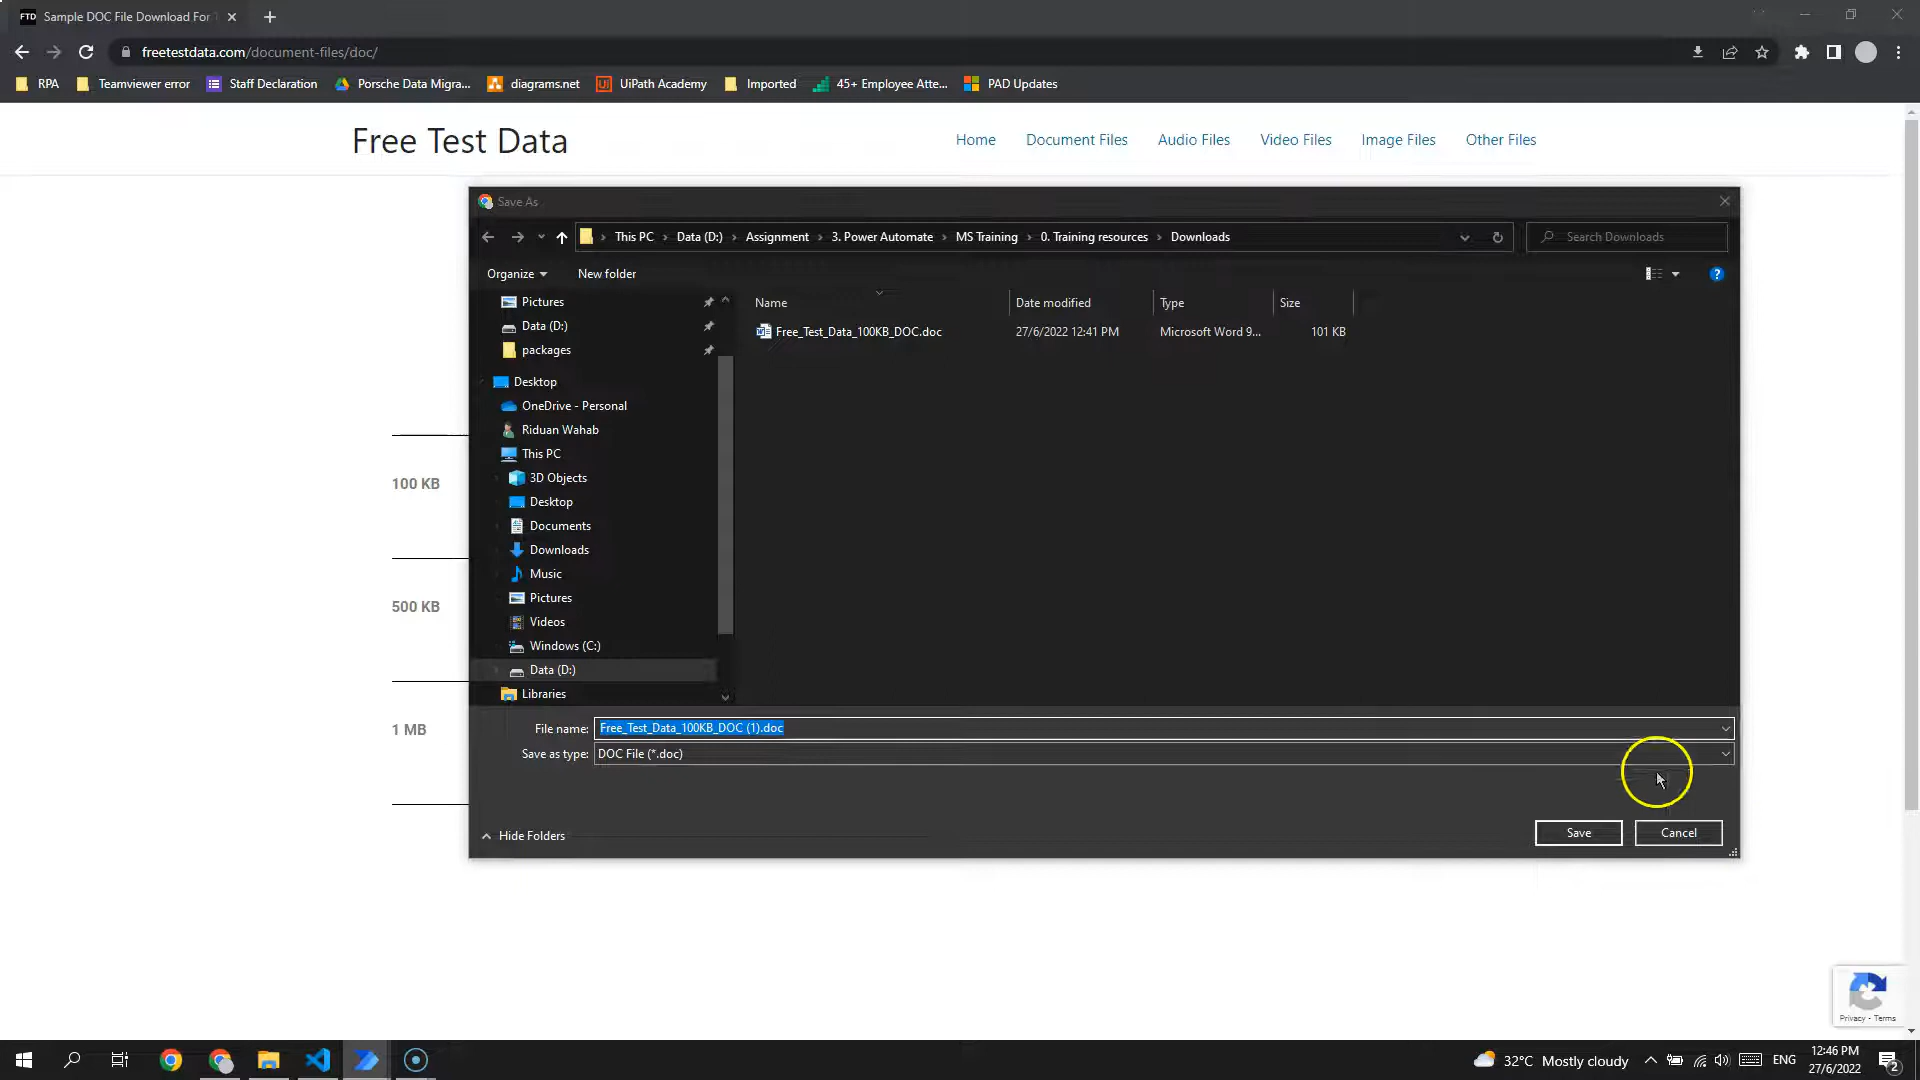 FTD Sample DOC File Download For T
freetestdata.com/document-files/doc/
RPA Teamviewer error Staff Declaration Porsche Data Migra... diagrams.net UiPath Academy Imported 45+ Employee Atte... PAD Updates
Free Test Data Home Document Files Audio Files Video Files Image Files Other Files
Save As
This PC Data (D:) Assignment 3. Power Automate MS Training 0. Training resources Downloads Search Downloads
Organize New folder
Pictures
Data (D:)
packages
Desktop
OneDrive - Personal
Riduan Wahab
This PC
3D Objects
Desktop
Documents
Downloads
Music
Pictures
Videos
Windows (C:)
Data (D:)
Libraries
Name Date modified Type Size
Free_Test_Data_100KB_DOC.doc 27/6/2022 12:41 PM Microsoft Word 9... 101 KB
100 KB
500 KB
1 MB
File name: Free_Test_Data_100KB_DOC (1).doc
Save as type: DOC File (*.doc)
Hide Folders Save Cancel
Privacy - Terms
32°C Mostly cloudy ENG 12:46 PM
27/6/2022 2